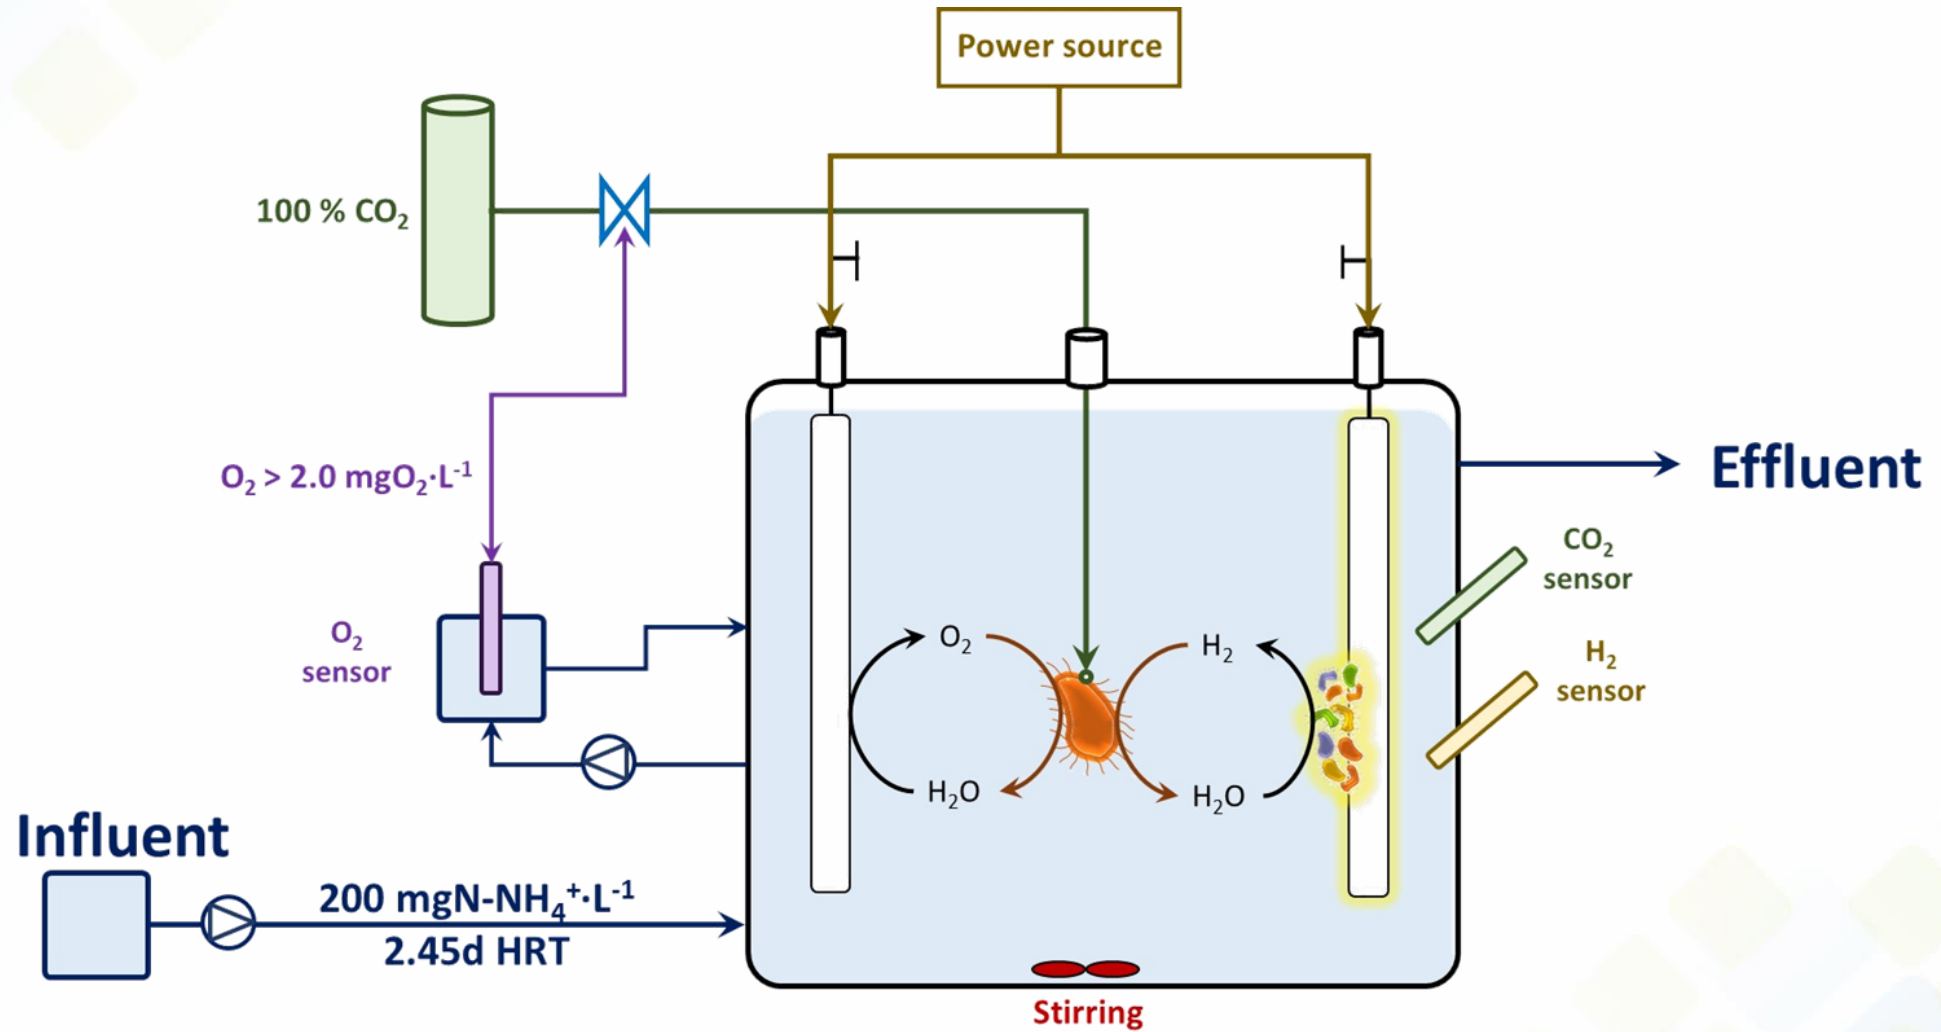 Power source
100 % CO₂
O₂ > 2.0 mgO₂·L⁻¹
Effluent
CO₂
sensor
O₂
sensor
O₂
H₂
H₂
sensor
H₂O
H₂O
Influent
200 mgN-NH₄⁺·L⁻¹
2.45d HRT
Stirring